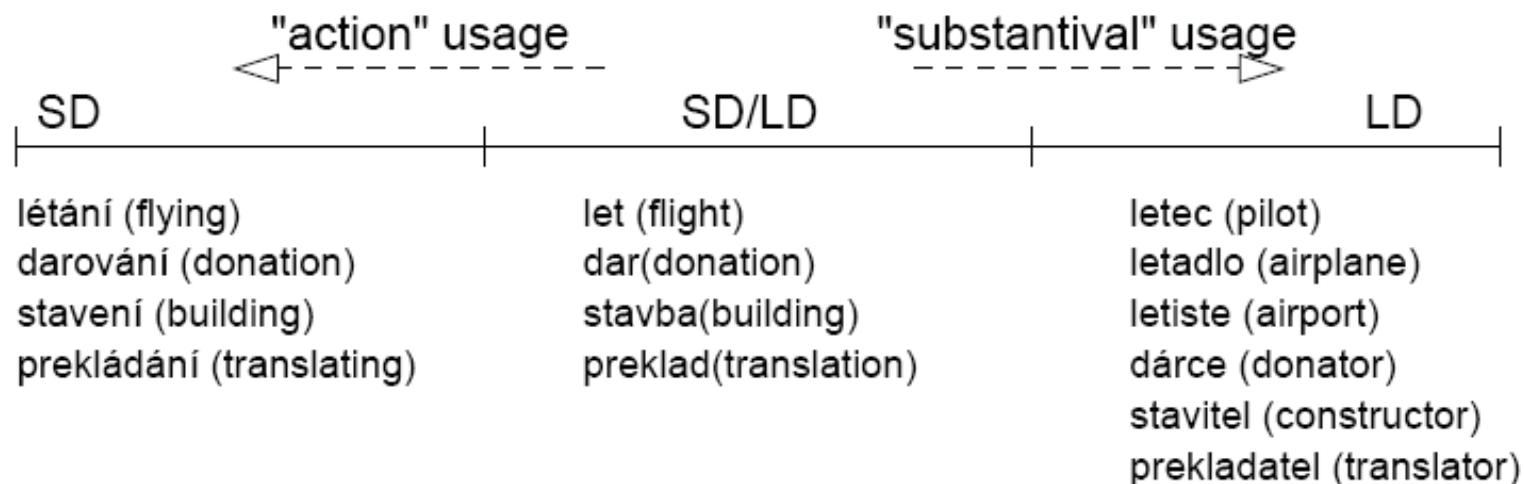 "action" usage "substantival" usage
SD SD/LD LD
létání (flying) let (flight) letec (pilot)
darování (donation) dar(donation) letadlo (airplane)
stavení (building) stavba(building) letiste (airport)
prekládání (translating) preklad(translation) dárce (donator)
stavitel (constructor)
prekladatel (translator)